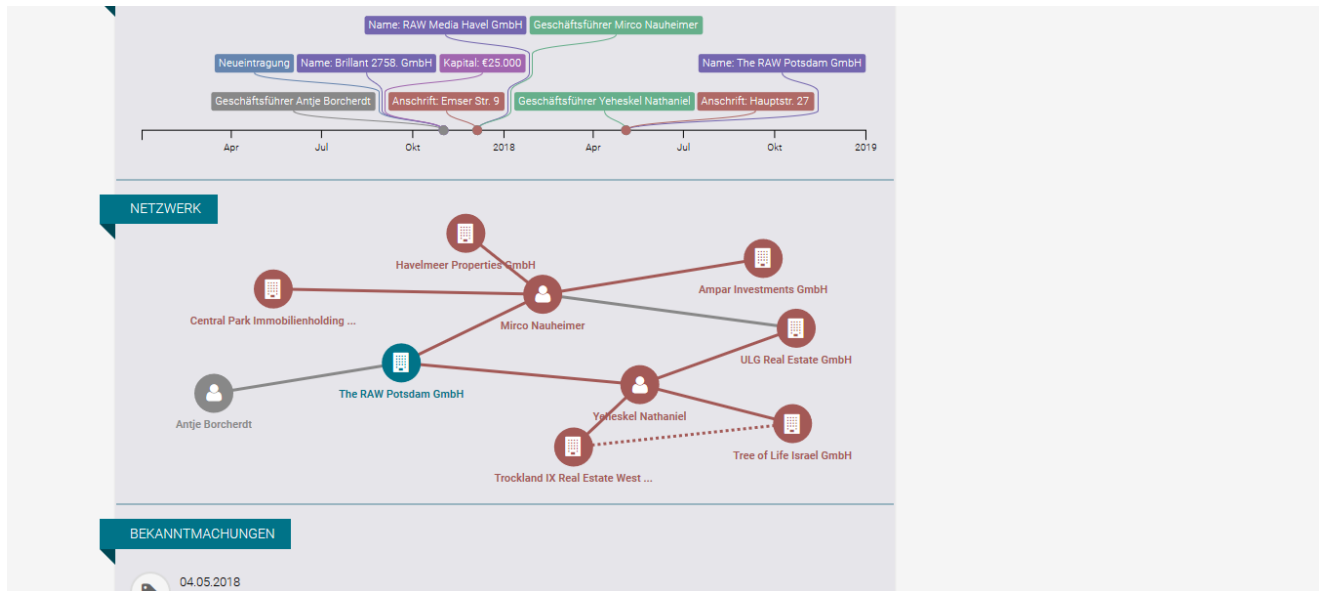 Name: RAW Media Havel GmbH
Geschäftsführer Mirco Nauheimer
Neueintragung
Name: Brillant 2758. GmbH
Kapital: €25.000
Name: The RAW Potsdam GmbH
Geschäftsführer Antje Borcherdt
Anschrift: Emser Str. 9
Geschäftsführer Yeheskel Nathaniel
Anschrift: Hauptstr. 27
Apr
Jul
Okt
2018
Apr
Jul
Okt
2019
NETZWERK
Havelmeer Properties GmbH
Ampar Investments GmbH
Central Park Immobilienholding ...
Mirco Nauheimer
ULG Real Estate GmbH
The RAW Potsdam GmbH
Yeheskel Nathaniel
Antje Borcherdt
Tree of Life Israel GmbH
Trockland IX Real Estate West ...
BEKANNTMACHUNGEN
04.05.2018